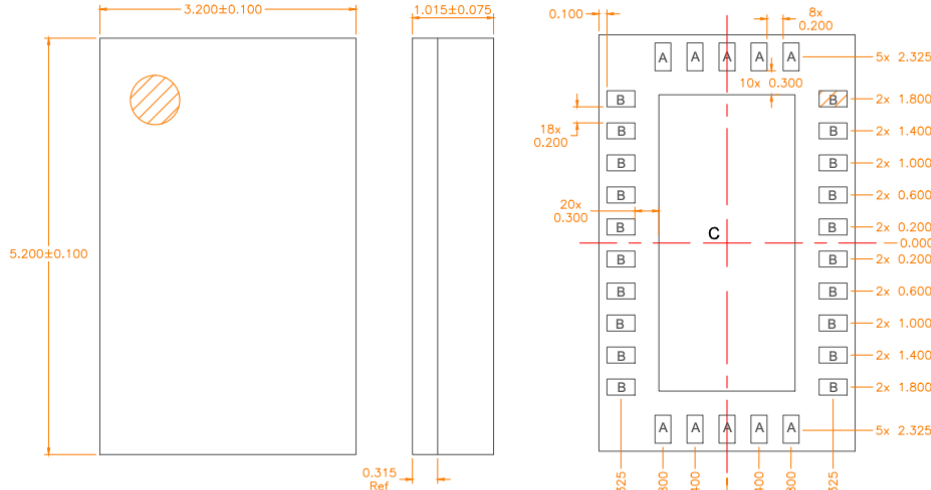 3.200±0.100
1.015±0.075
0.100
8x
0.200
A A A A A
5x 2.325
10x 0.300
B B
2x 1.800
18x
0.200
B B
2x 1.400
B B
2x 1.000
B B
2x 0.600
20x
0.300
B B
2x 0.200
C
0.000
5.200±0.100
B B
2x 0.200
B B
2x 0.600
B B
2x 1.000
B B
2x 1.400
B B
2x 1.800
A A A A A
5x 2.325
0.315
Ref